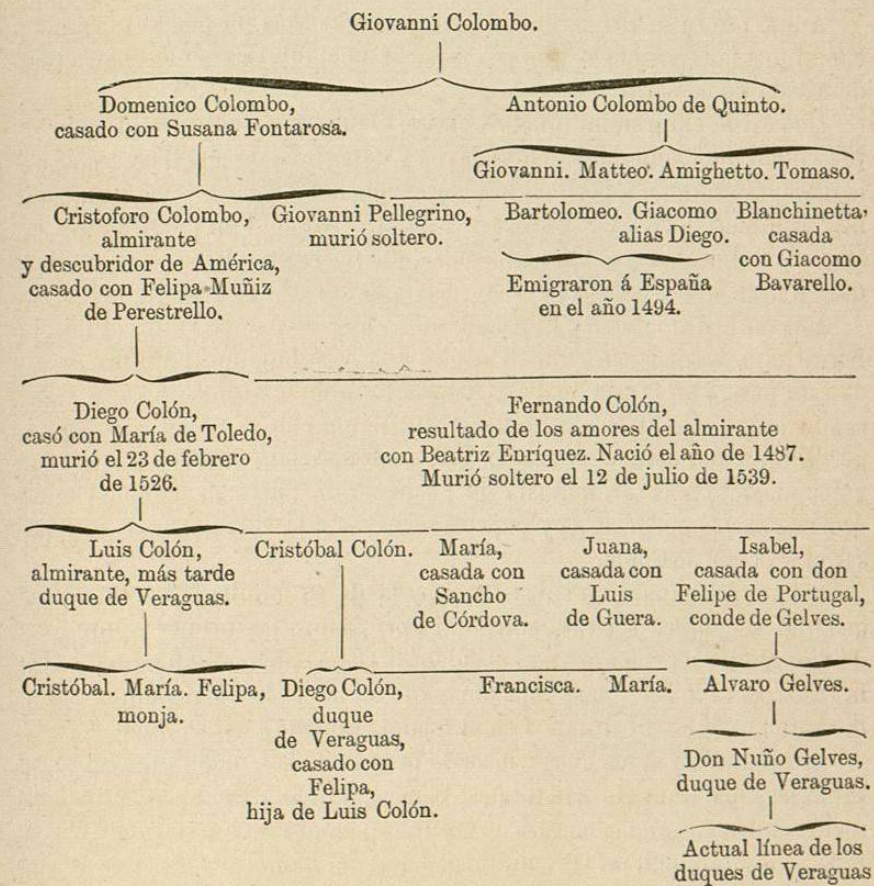 Giovanni Colombo.
Domenico Colombo,
casado con Susana Fontarosa.
Antonio Colombo de Quinto.
Giovanni. Matteo. Amighetto. Tomaso.
Cristoforo Colombo,
almirante
y descubridor de América,
casado con Felipa Muñiz
de Perestrello.
Giovanni Pellegrino,
murió soltero.
Bartolomeo. Giacomo
alias Diego.
Emigraron á España
en el año 1494.
Blanchinetta,
casada
con Giacomo
Bavarello.
Diego Colón,
casó con María de Toledo,
murió el 23 de febrero
de 1526.
Fernando Colón,
resultado de los amores del almirante
con Beatriz Enríquez. Nació el año de 1487.
Murió soltero el 12 de julio de 1539.
Luis Colón,
almirante, más tarde
duque de Veraguas.
Cristóbal Colón.
María,
casada con
Sancho
de Córdova.
Juana,
casada con
Luis
de Guera.
Isabel,
casada con don
Felipe de Portugal,
conde de Gelves.
Cristóbal. María. Felipa,
monja.
Diego Colón,
duque
de Veraguas,
casado con
Felipa,
hija de Luis Colón.
Francisca. María.
Alvaro Gelves.
Don Nuño Gelves,
duque de Veraguas.
Actual línea de los
duques de Veraguas